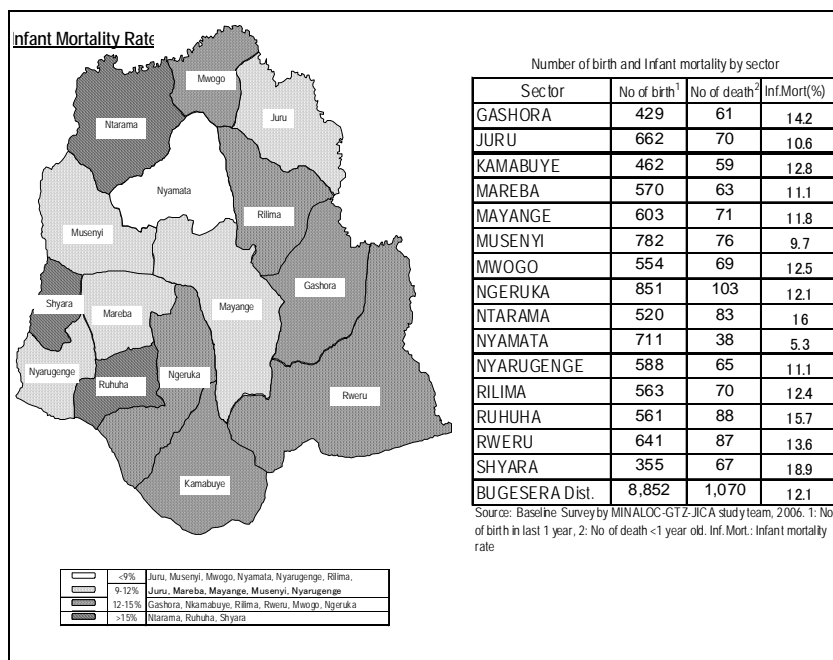 Infant Mortality Rate
Mwogo
Juru
Ntarama
Nyamata
Rilima
Musenyi
Gashora
Shyara
Mareba
Mayange
Nyarugenge
Ngeruka
Ruhuha
Rweru
Kamabuye
Number of birth and Infant mortality by sector
Sector No of birth1 No of death2 Inf.Mort(%)
GASHORA 429 61 14.2
JURU 662 70 10.6
KAMABUYE 462 59 12.8
MAREBA 570 63 11.1
MAYANGE 603 71 11.8
MUSENYI 782 76 9.7
MWOGO 554 69 12.5
NGERUKA 851 103 12.1
NTARAMA 520 83 16
NYAMATA 711 38 5.3
NYARUGENGE 588 65 11.1
RILIMA 563 70 12.4
RUHUHA 561 88 15.7
RWERU 641 87 13.6
SHYARA 355 67 18.9
BUGESERA Dist. 8,852 1,070 12.1
Source: Baseline Survey by MINALOC-GTZ-JICA study team, 2006. 1: No
of birth in last 1 year, 2: No of death <1 year old. Inf.Mort.: Infant mortality
rate
<9% Juru, Musenyi, Mwogo, Nyamata, Nyarugenge, Rilima,
9-12% Juru, Mareba, Mayange, Musenyi, Nyarugenge
12-15% Gashora, Nkamabuye, Rilima, Rweru, Mwogo, Ngeruka
>15% Ntarama, Ruhuha, Shyara